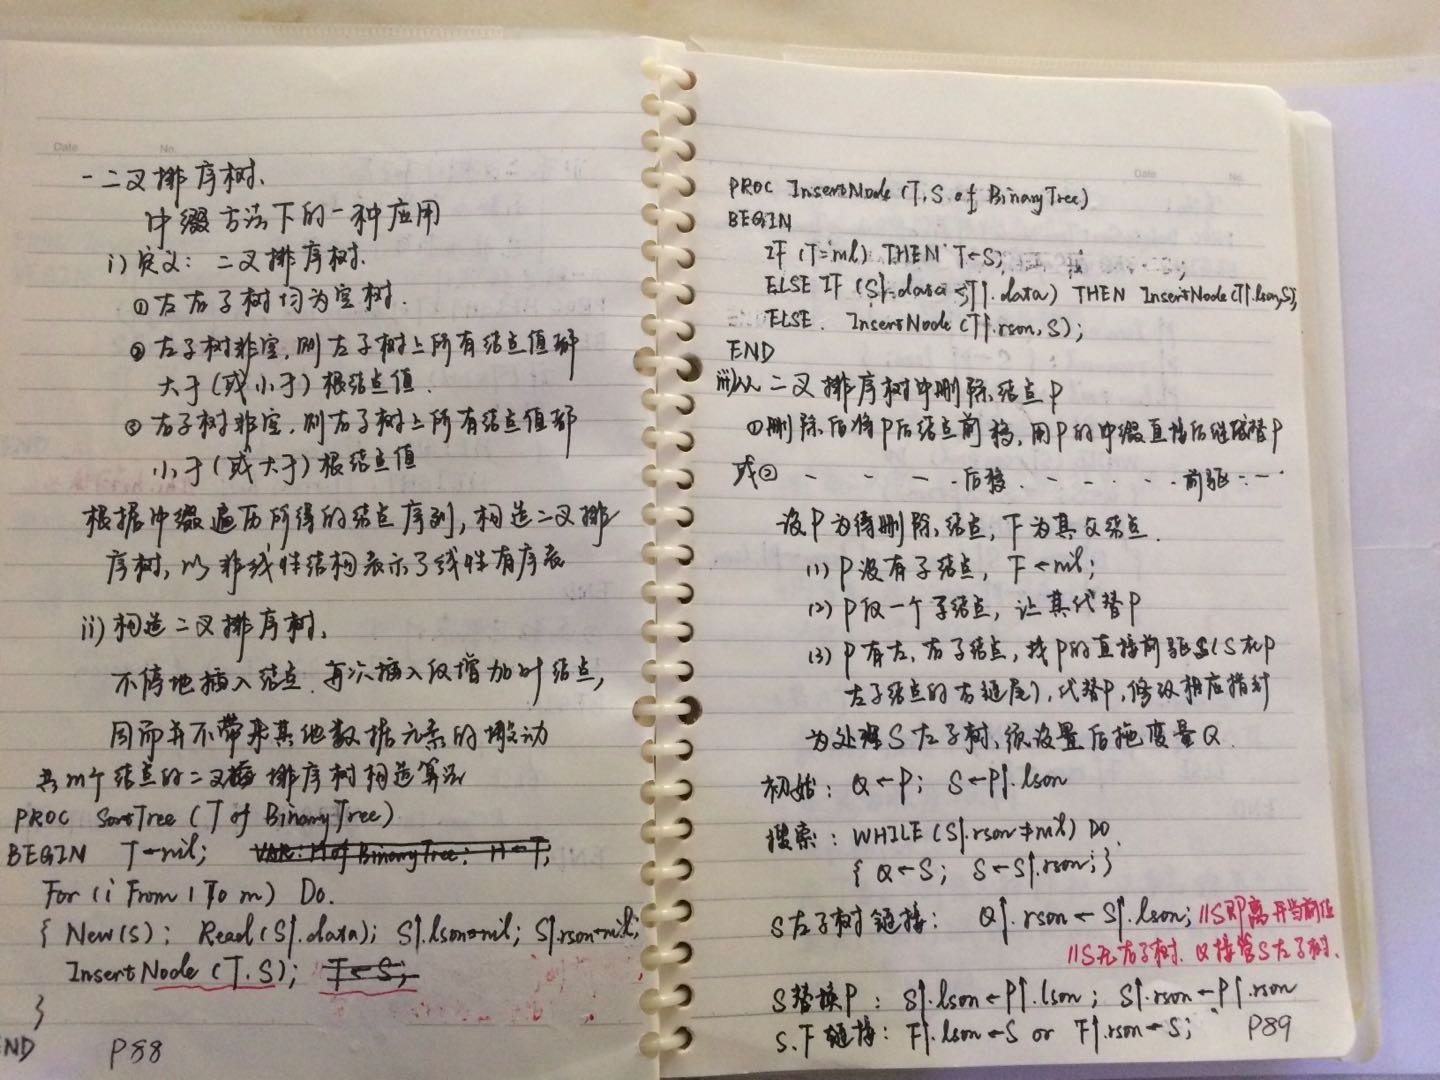 Date No.
一二叉排序树、
中缀方法下的一种应用
i)定义：二叉排序树.
①左右子树均为空树.
②左子树非空，则左子树上所有结点值都
大于(或小于)根结点值.
③右子树非空，则右子树上所有结点值都
小于(或大于)根结点值
根据中缀遍历所得的结点序列，构造二叉排
序树，以非线性结构表示了线性有序表
ii)构造二叉排序树、
不停地插入结点.每次插入仅增加叶结点，
因而并不带来其他数据元素的挪动
m个结点的二叉排序树构造算法
PROC SortTree (T of BinaryTree)
BEGIN T←nil; VAR: H of BinaryTree; H←T;
For (i From 1 To m) Do.
{ New(S); Read(S↑.data); S↑.lson←nil; S↑.rson←nil;
InsertNode (T.S); T←S;
}
END P88
Date No.
PROC InsertNode (T,S of BinaryTree)
BEGIN
IF (T=nil) THEN T←S;
ELSE IF (S↑.data≤T↑.data) THEN InsertNode(T↑.lson,S);
ELSE. InsertNode(T↑.rson,S);
END
iii)从二叉排序树中删除结点P
①删除后将P后结点前移，用P的中缀直接后继代替P
或② - - - -后移. - - - - -前驱- - -
设P为待删除结点，F为其父结点.
(1) P没有子结点，F←nil;
(2) P仅一个子结点，让其代替P
(3) P有左、右子结点，找P的直接前驱S(S在P
左子结点的右链尾)，代替P，修改相应指针
为处理S左子树，须设置后拖变量Q.
初始：Q←P; S←P↑.lson
搜索：WHILE (S↑.rson≠nil) DO
{ Q←S; S←S↑.rson; }
S左子树链接：Q↑.rson←S↑.lson; //S即离开当前位
//S无右子树.Q接管S左子树.
S替换P：S↑.lson←P↑.lson; S↑.rson←P↑.rson
S.F链接：F↑.lson←S or F↑.rson←S; P89